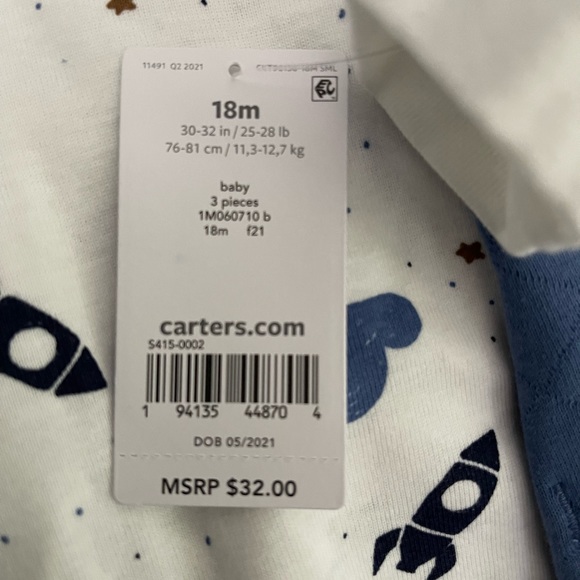 11491 Q2 2021
18m
30-32 in / 25-28 lb
76-81 cm / 11,3-12,7 kg
baby
3 pieces
1M060710 b
18m f21
carters.com
S415-0002
1 94135 44870 4
DOB 05/2021
MSRP $32.00